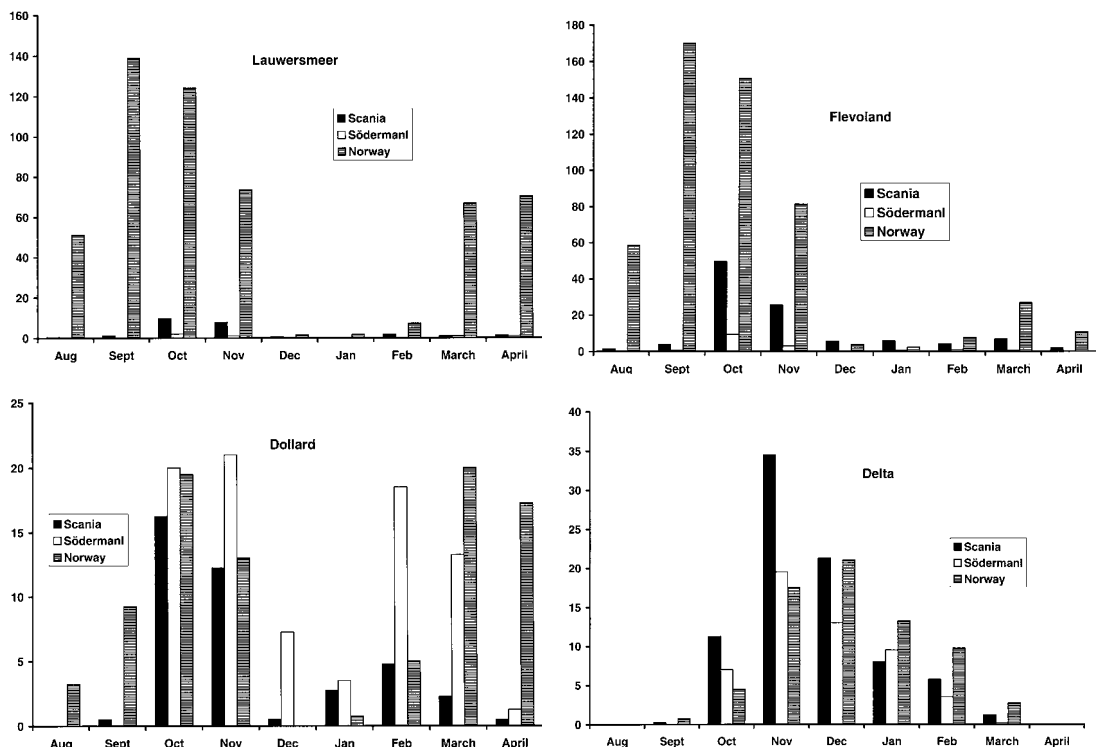 Lauwersmeer
160
140
120
100
80
60
40
20
0
Scania
Södermanl
Norway
Aug Sept Oct Nov Dec Jan Feb March April
Flevoland
180
160
140
120
100
80
60
40
20
0
Scania
Södermanl
Norway
Aug Sept Oct Nov Dec Jan Feb March April
Dollard
25
20
15
10
5
0
Scania
Södermanl
Norway
Aug Sept Oct Nov Dec Jan Feb March April
Delta
40
35
30
25
20
15
10
5
0
Scania
Södermanl
Norway
Aug Sept Oct Nov Dec Jan Feb March April